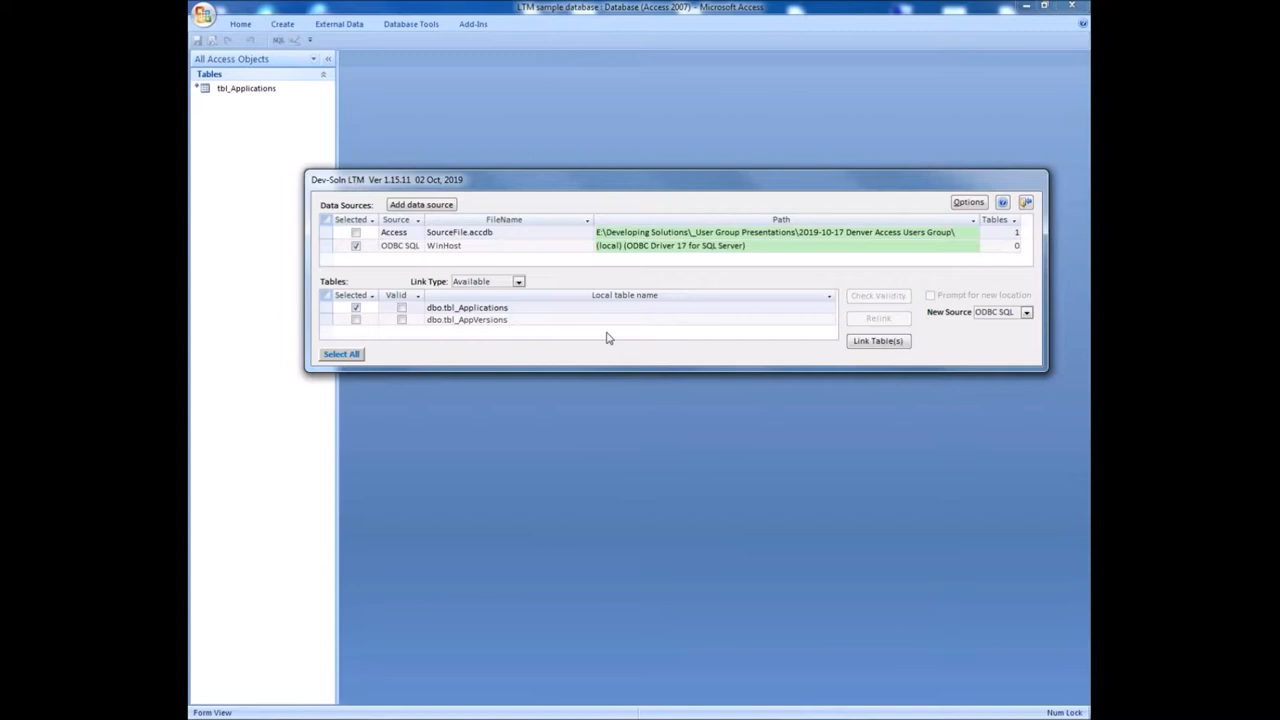 LTM sample database : Database (Access 2007) - Microsoft Access
Home Create External Data Database Tools Add-Ins
All Access Objects
Tables
tbl_Applications
Dev-Soln LTM Ver 1.15.11 02 Oct, 2019
Data Sources: Add data source Options
Selected Source FileName Path Tables
Access SourceFile.accdb E:\Developing Solutions\_User Group Presentations\2019-10-17 Denver Access Users Group\ 1
ODBC SQL WinHost (local) (ODBC Driver 17 for SQL Server) 0
Tables: Link Type: Available
Selected Valid Local table name
dbo.tbl_Applications
dbo.tbl_AppVersions
Check Validity Prompt for new location
Relink New Source ODBC SQL
Link Table(s)
Select All
Form View Num Lock